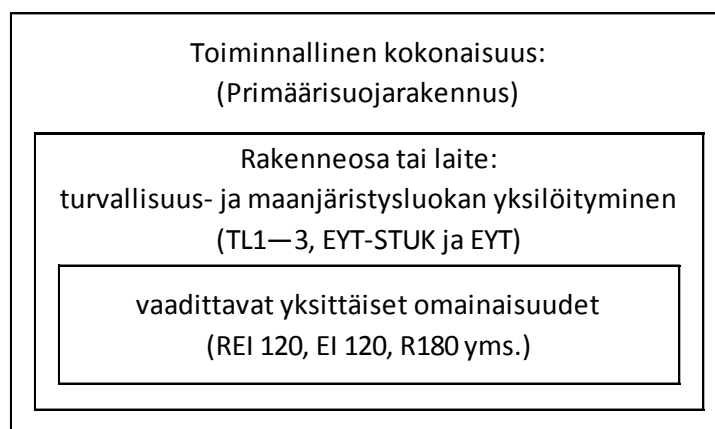 Toiminnallinen kokonaisuus:
(Primäärisuojarakennus)
Rakenneosa tai laite:
turvallisuus- ja maanjäristysluokan yksilöityminen
(TL1—3, EYT-STUK ja EYT)
vaadittavat yksittäiset omainaisuudet
(REI 120, EI 120, R180 yms.)